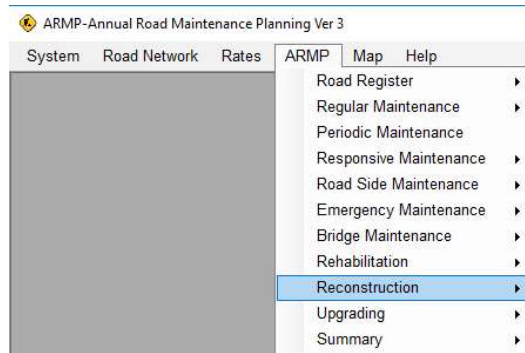 ARMP-Annual Road Maintenance Planning Ver 3
System Road Network Rates ARMP Map Help
Road Register
Regular Maintenance
Periodic Maintenance
Responsive Maintenance
Road Side Maintenance
Emergency Maintenance
Bridge Maintenance
Rehabilitation
Reconstruction
Upgrading
Summary